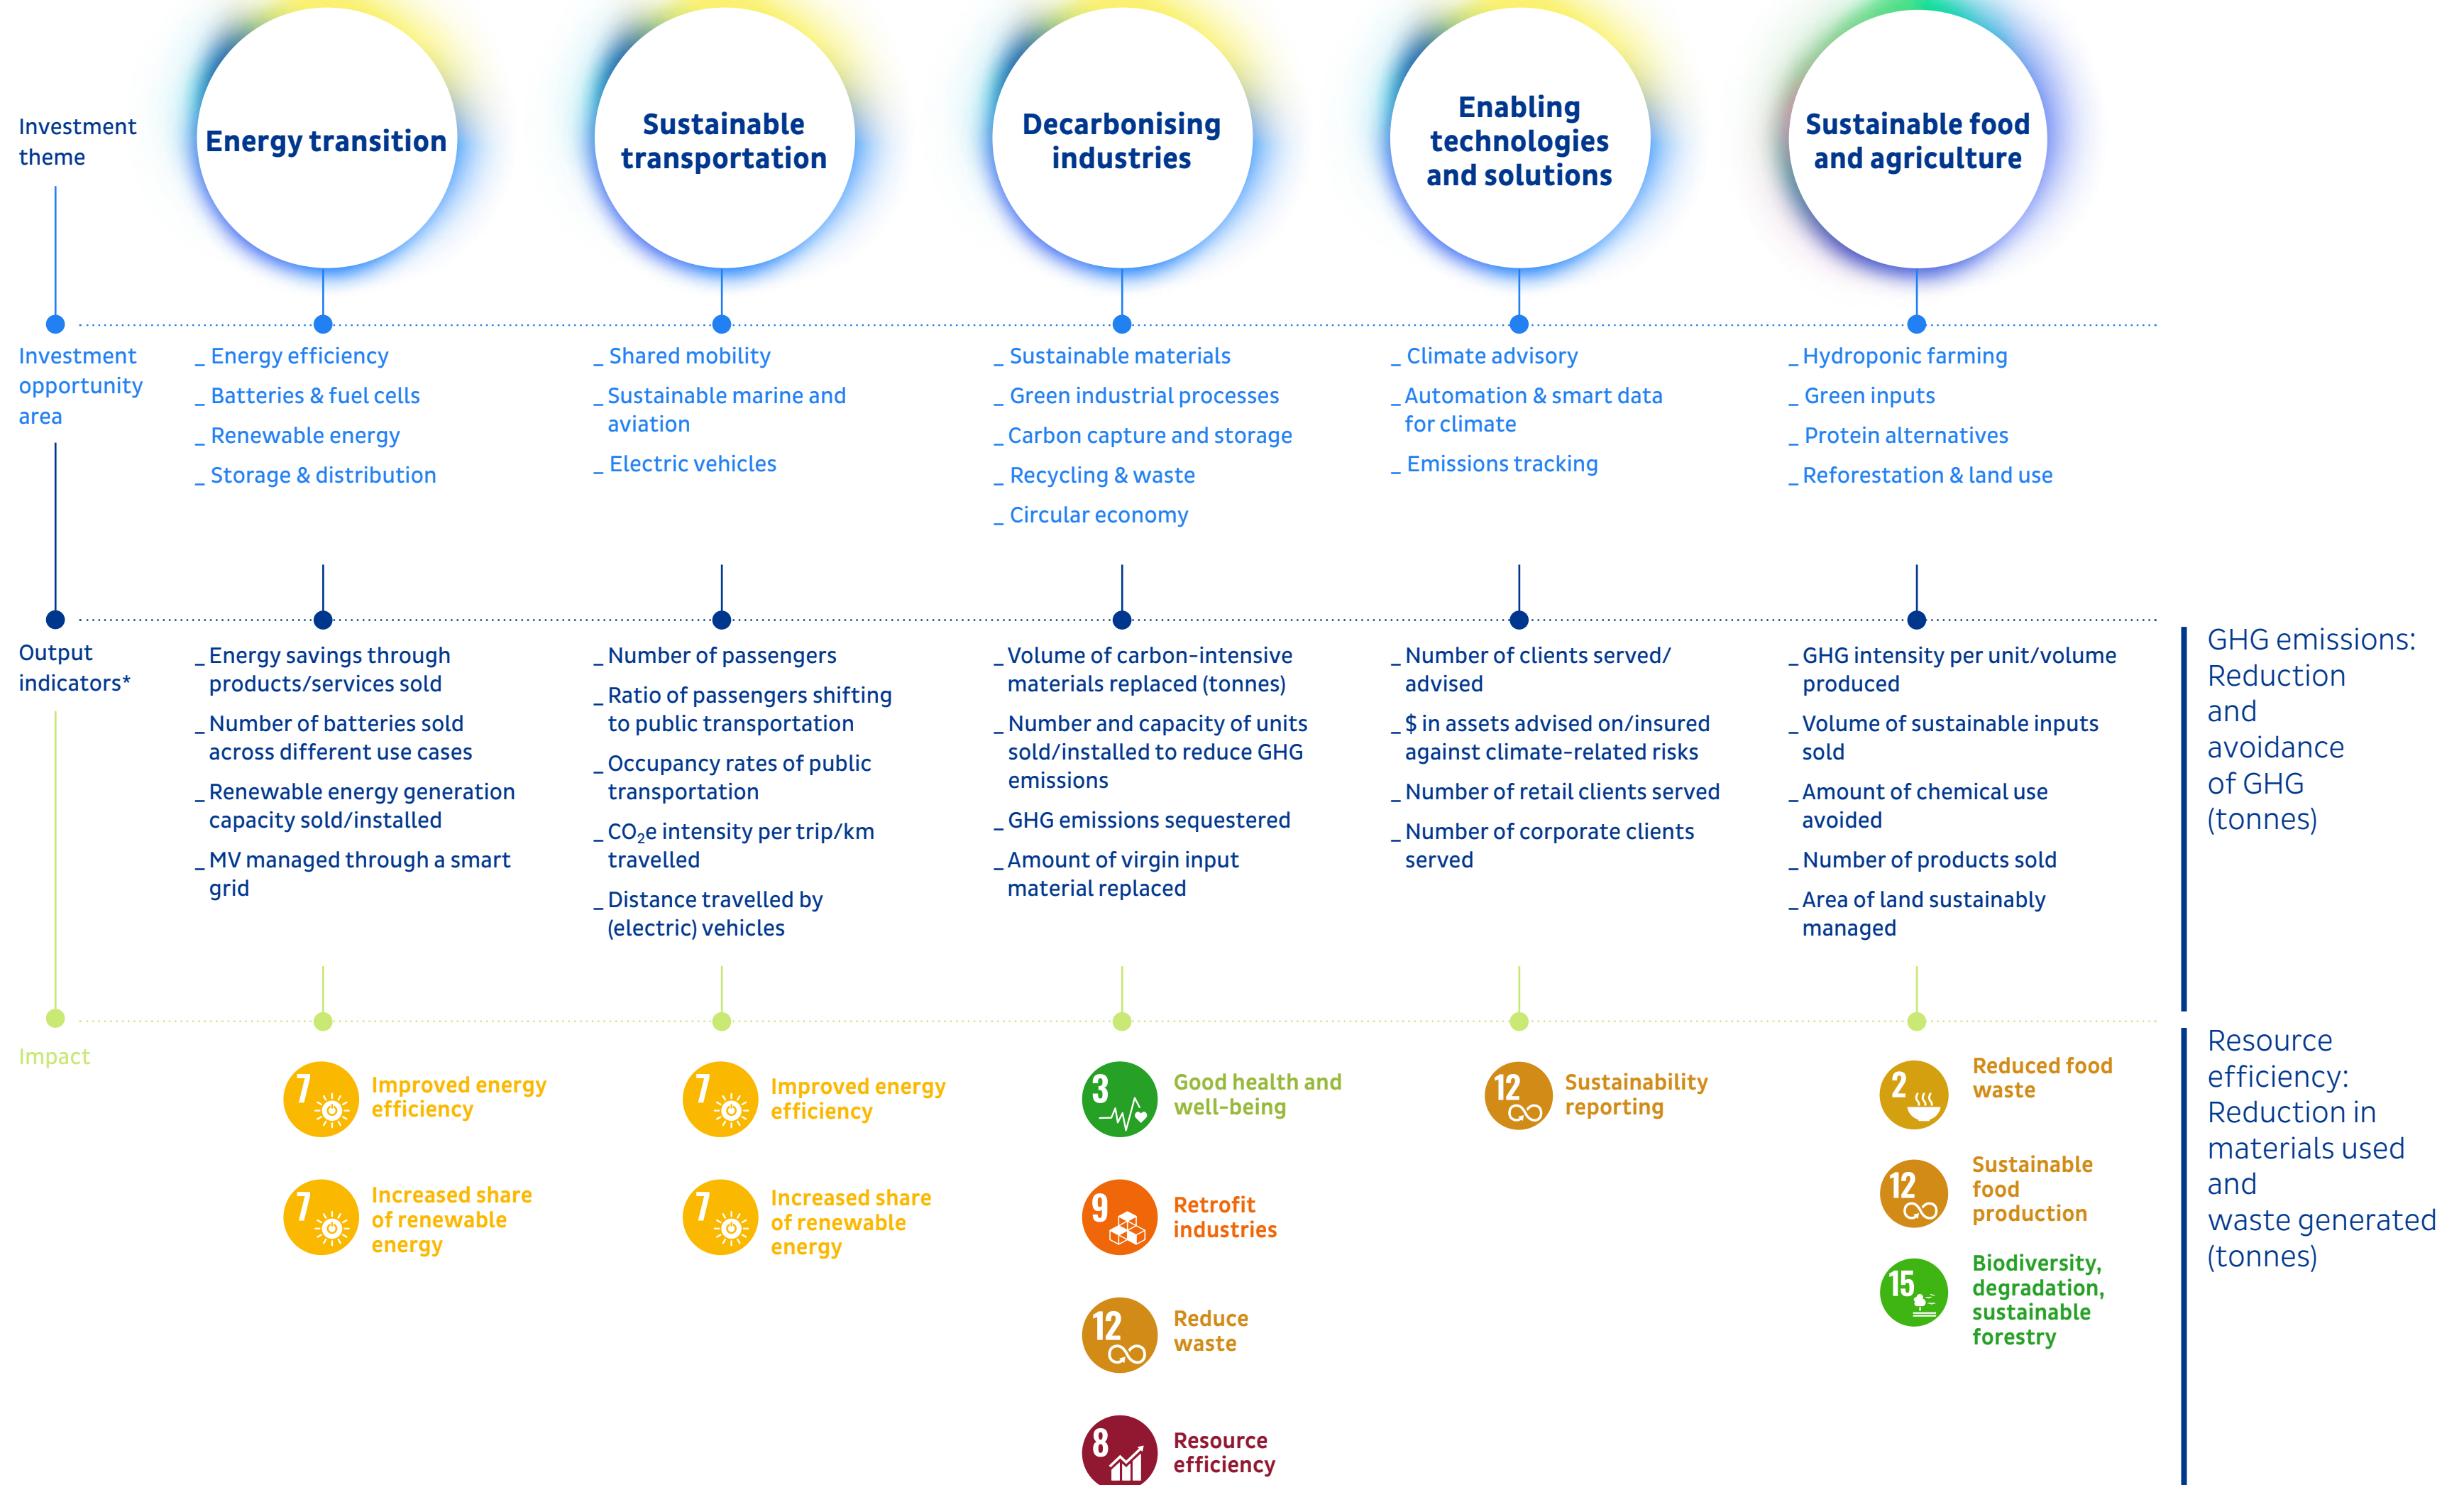 Investment
theme
Energy transition
Sustainable
transportation
Decarbonising
industries
Enabling
technologies
and solutions
Sustainable food
and agriculture
Investment
opportunity
area
_ Energy efficiency
_ Batteries & fuel cells
_ Renewable energy
_ Storage & distribution
_ Shared mobility
_ Sustainable marine and
aviation
_ Electric vehicles
_ Sustainable materials
_ Green industrial processes
_ Carbon capture and storage
_ Recycling & waste
_ Circular economy
_ Climate advisory
_ Automation & smart data
for climate
_ Emissions tracking
_ Hydroponic farming
_ Green inputs
_ Protein alternatives
_ Reforestation & land use
Output
indicators*
_ Energy savings through
products/services sold
_ Number of batteries sold
across different use cases
_ Renewable energy generation
capacity sold/installed
_ MV managed through a smart
grid
_ Number of passengers
_ Ratio of passengers shifting
to public transportation
_ Occupancy rates of public
transportation
_ CO₂e intensity per trip/km
travelled
_ Distance travelled by
(electric) vehicles
_ Volume of carbon-intensive
materials replaced (tonnes)
_ Number and capacity of units
sold/installed to reduce GHG
emissions
_ GHG emissions sequestered
_ Amount of virgin input
material replaced
_ Number of clients served/
advised
_ $ in assets advised on/insured
against climate-related risks
_ Number of retail clients served
_ Number of corporate clients
served
_ GHG intensity per unit/volume
produced
_ Volume of sustainable inputs
sold
_ Amount of chemical use
avoided
_ Number of products sold
_ Area of land sustainably
managed
GHG emissions:
Reduction
and
avoidance
of GHG
(tonnes)
Impact
7
Improved energy
efficiency
7
Increased share
of renewable
energy
7
Improved energy
efficiency
7
Increased share
of renewable
energy
3
Good health and
well-being
9
Retrofit
industries
12
Reduce
waste
8
Resource
efficiency
12
Sustainability
reporting
2
Reduced food
waste
12
Sustainable
food
production
15
Biodiversity,
degradation,
sustainable
forestry
Resource
efficiency:
Reduction in
materials used
and
waste generated
(tonnes)